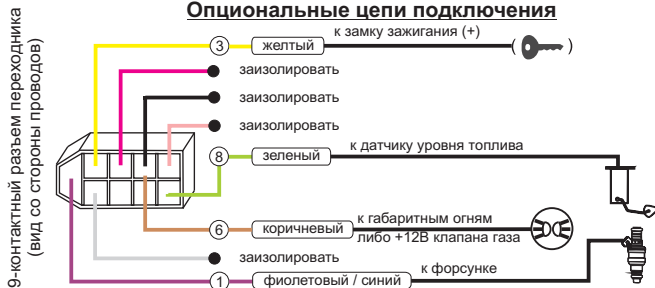 Опциональные цепи подключения
9-контактный разъем переходника
(вид со стороны проводов)
3 желтый к замку зажигания (+) ( )
заизолировать
заизолировать
заизолировать
8 зеленый к датчику уровня топлива
6 коричневый к габаритным огням
либо +12В клапана газа
заизолировать
1 фиолетовый / синий к форсунке